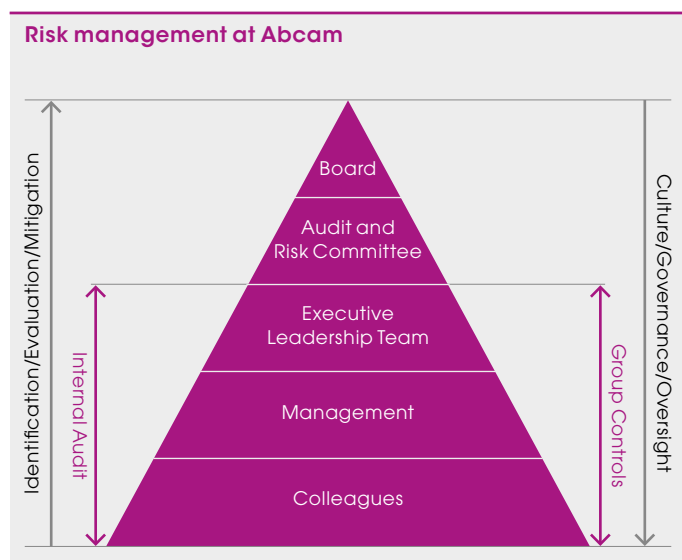 Risk management at Abcam
Identification/Evaluation/Mitigation
Internal Audit
Board
Audit and
Risk Committee
Executive
Leadership Team
Management
Colleagues
Group Controls
Culture/Governance/Oversight